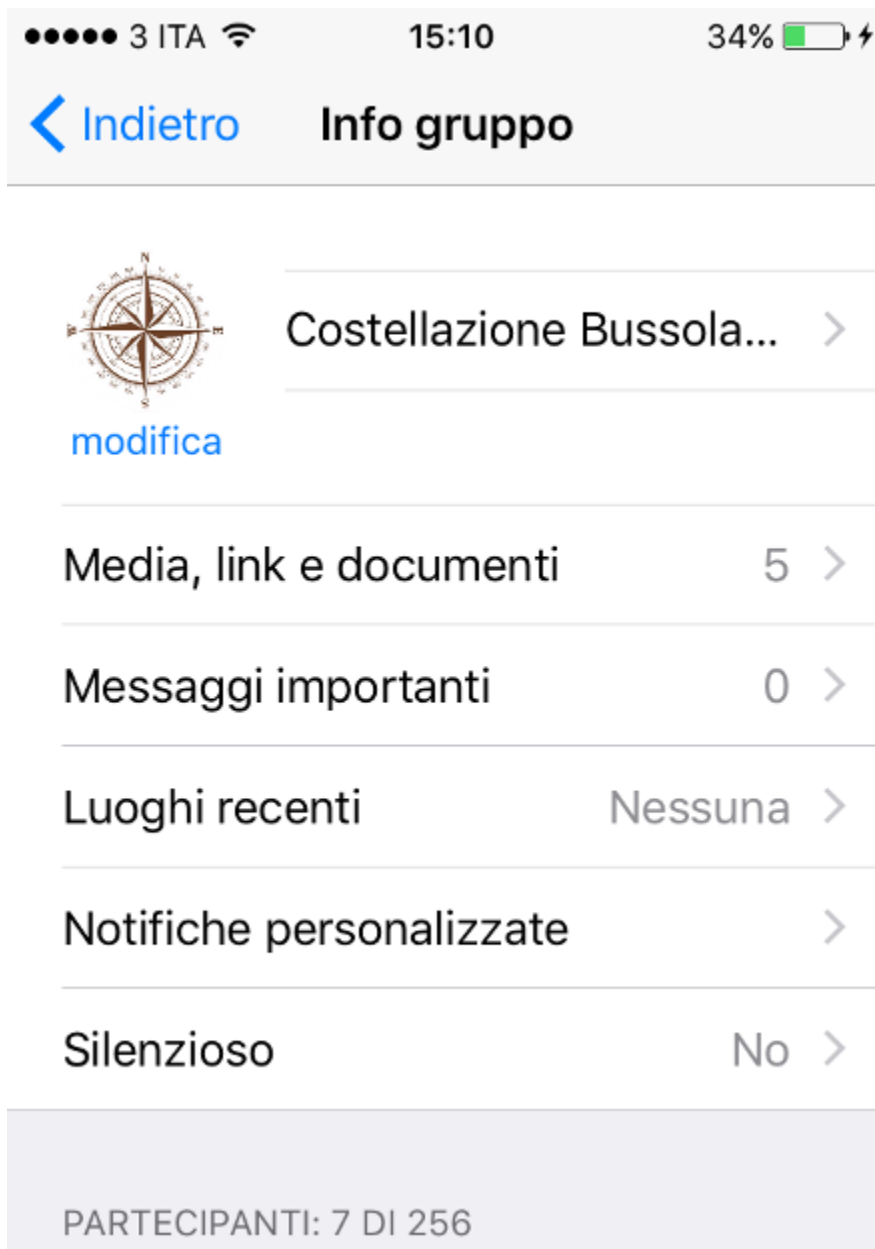 3 ITA 15:10 34%
Indietro Info gruppo
N
W E
S
Costellazione Bussola...
modifica
Media, link e documenti 5
Messaggi importanti 0
Luoghi recenti Nessuna
Notifiche personalizzate
Silenzioso No
PARTECIPANTI: 7 DI 256